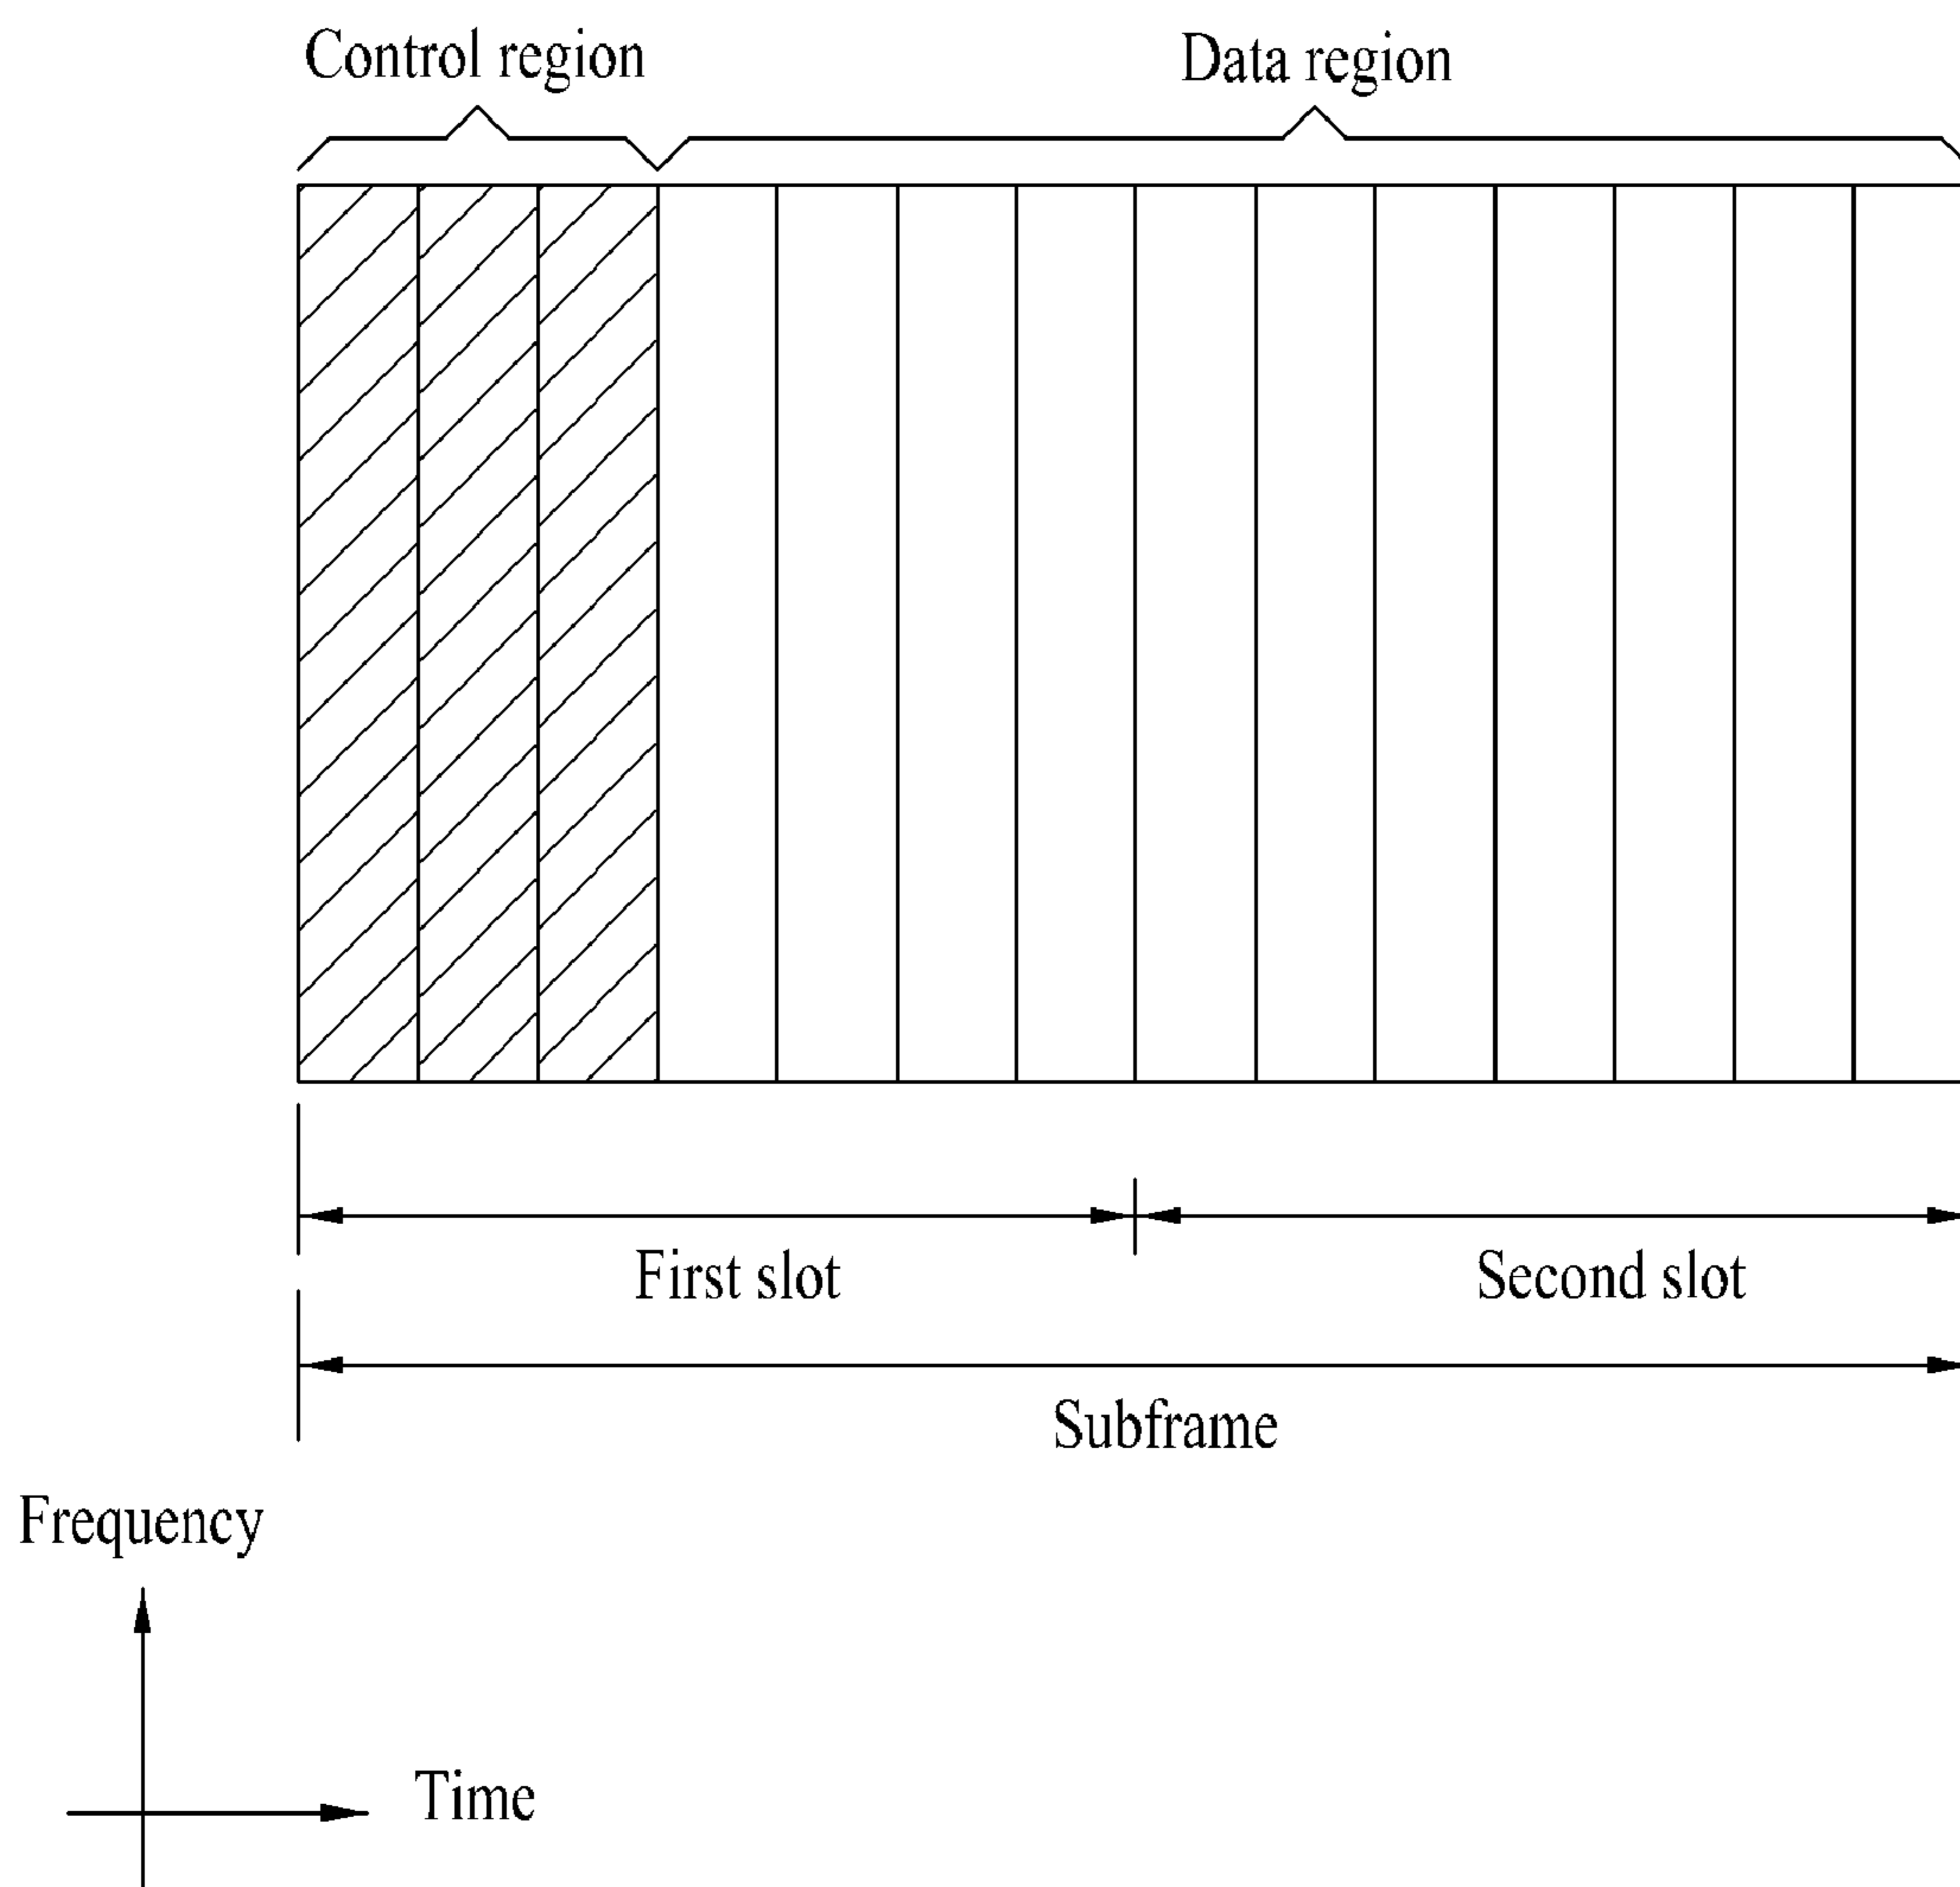 Control region
Data region
First slot
Second slot
Subframe
Frequency
Time